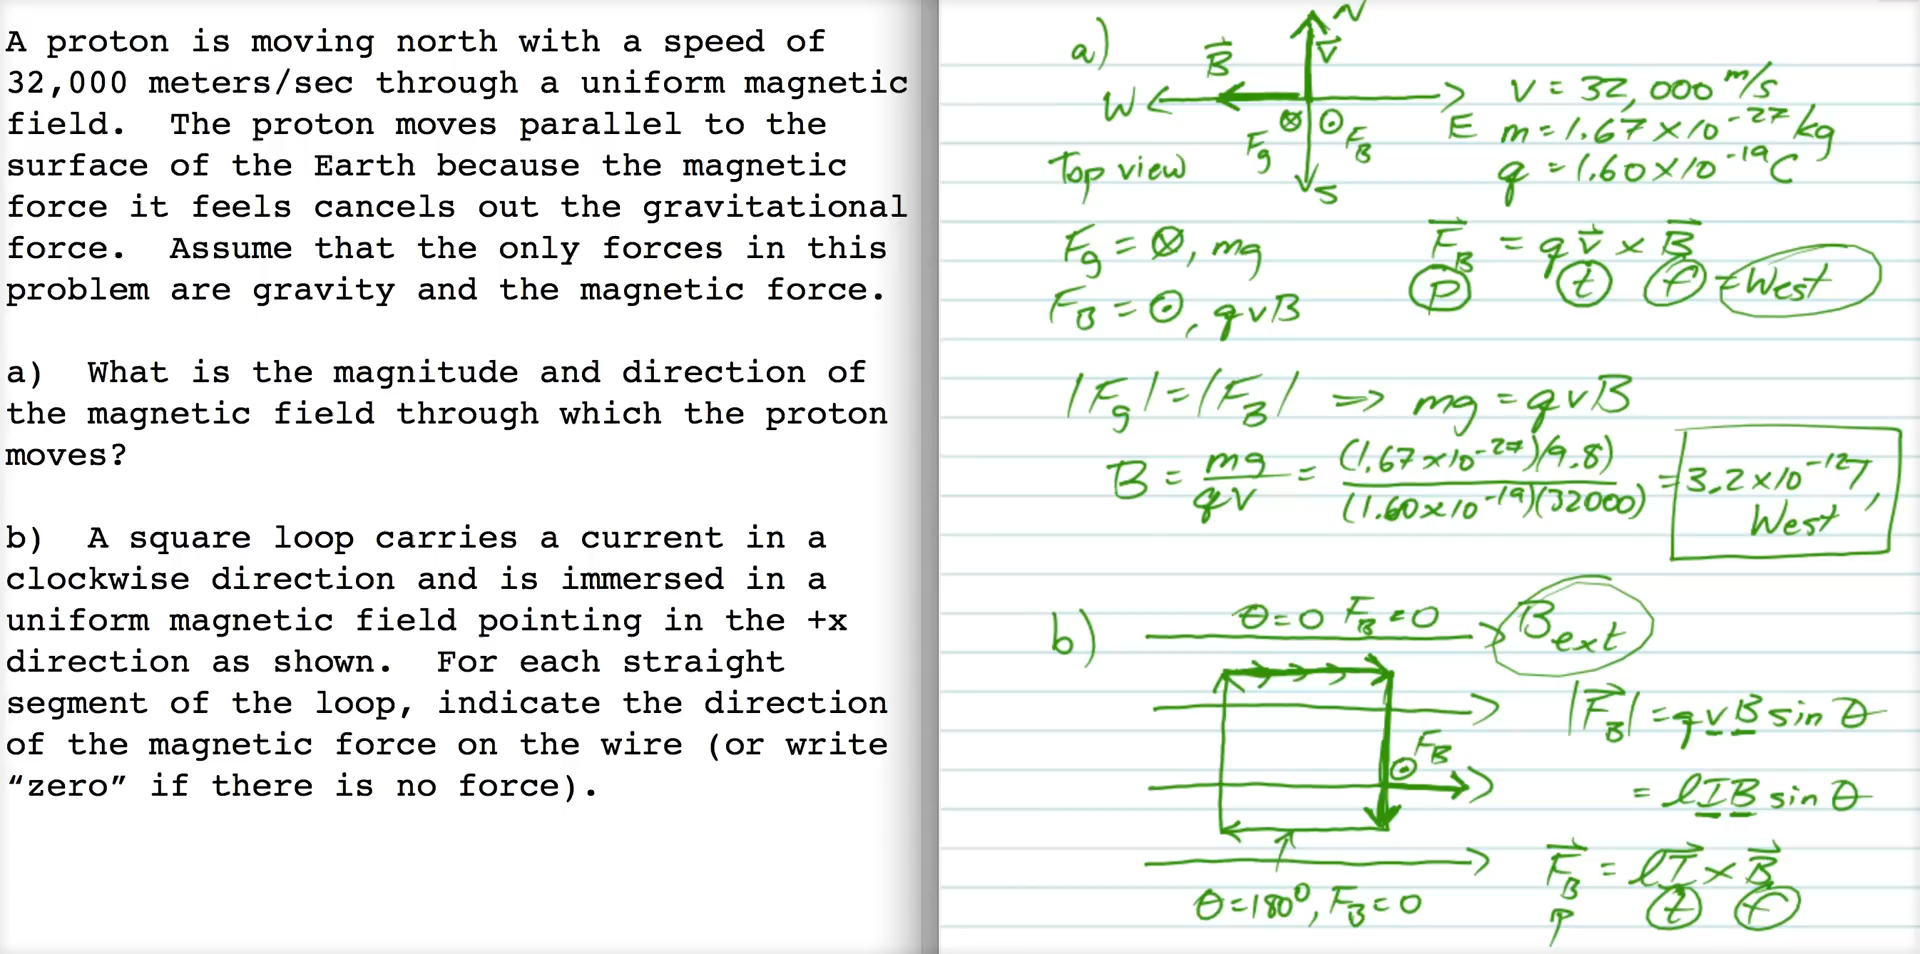 A proton is moving north with a speed of
32,000 meters/sec through a uniform magnetic
field.  The proton moves parallel to the
surface of the Earth because the magnetic
force it feels cancels out the gravitational
force.  Assume that the only forces in this
problem are gravity and the magnetic force.
a)  What is the magnitude and direction of
the magnetic field through which the proton
moves?
b)  A square loop carries a current in a
clockwise direction and is immersed in a
uniform magnetic field pointing in the +x
direction as shown.  For each straight
segment of the loop, indicate the direction
of the magnetic force on the wire (or write
“zero” if there is no force).
a)
N
B⃗
v⃗
W
E
Fg ⊗ ⊙ FB
S
Top view
v = 32,000 m/s
m = 1.67 × 10⁻²⁷ kg
q = 1.60 × 10⁻¹⁹ C
Fg = ⊗, mg
FB = ⊙, qvB
F⃗B = q v⃗ × B⃗
P t f = West
|Fg| = |FB| ⇒ mg = qvB
B = mg/qv = (1.67×10⁻²⁷)(9.8)/(1.60×10⁻¹⁹)(32000) = 3.2×10⁻¹² T,
West
b)
θ=0 FB=0
Bext
FB
⊙
|F⃗B| = qvB sin θ
= lIB sin θ
F⃗B = l I⃗ × B⃗
P t f
θ=180⁰, FB=0